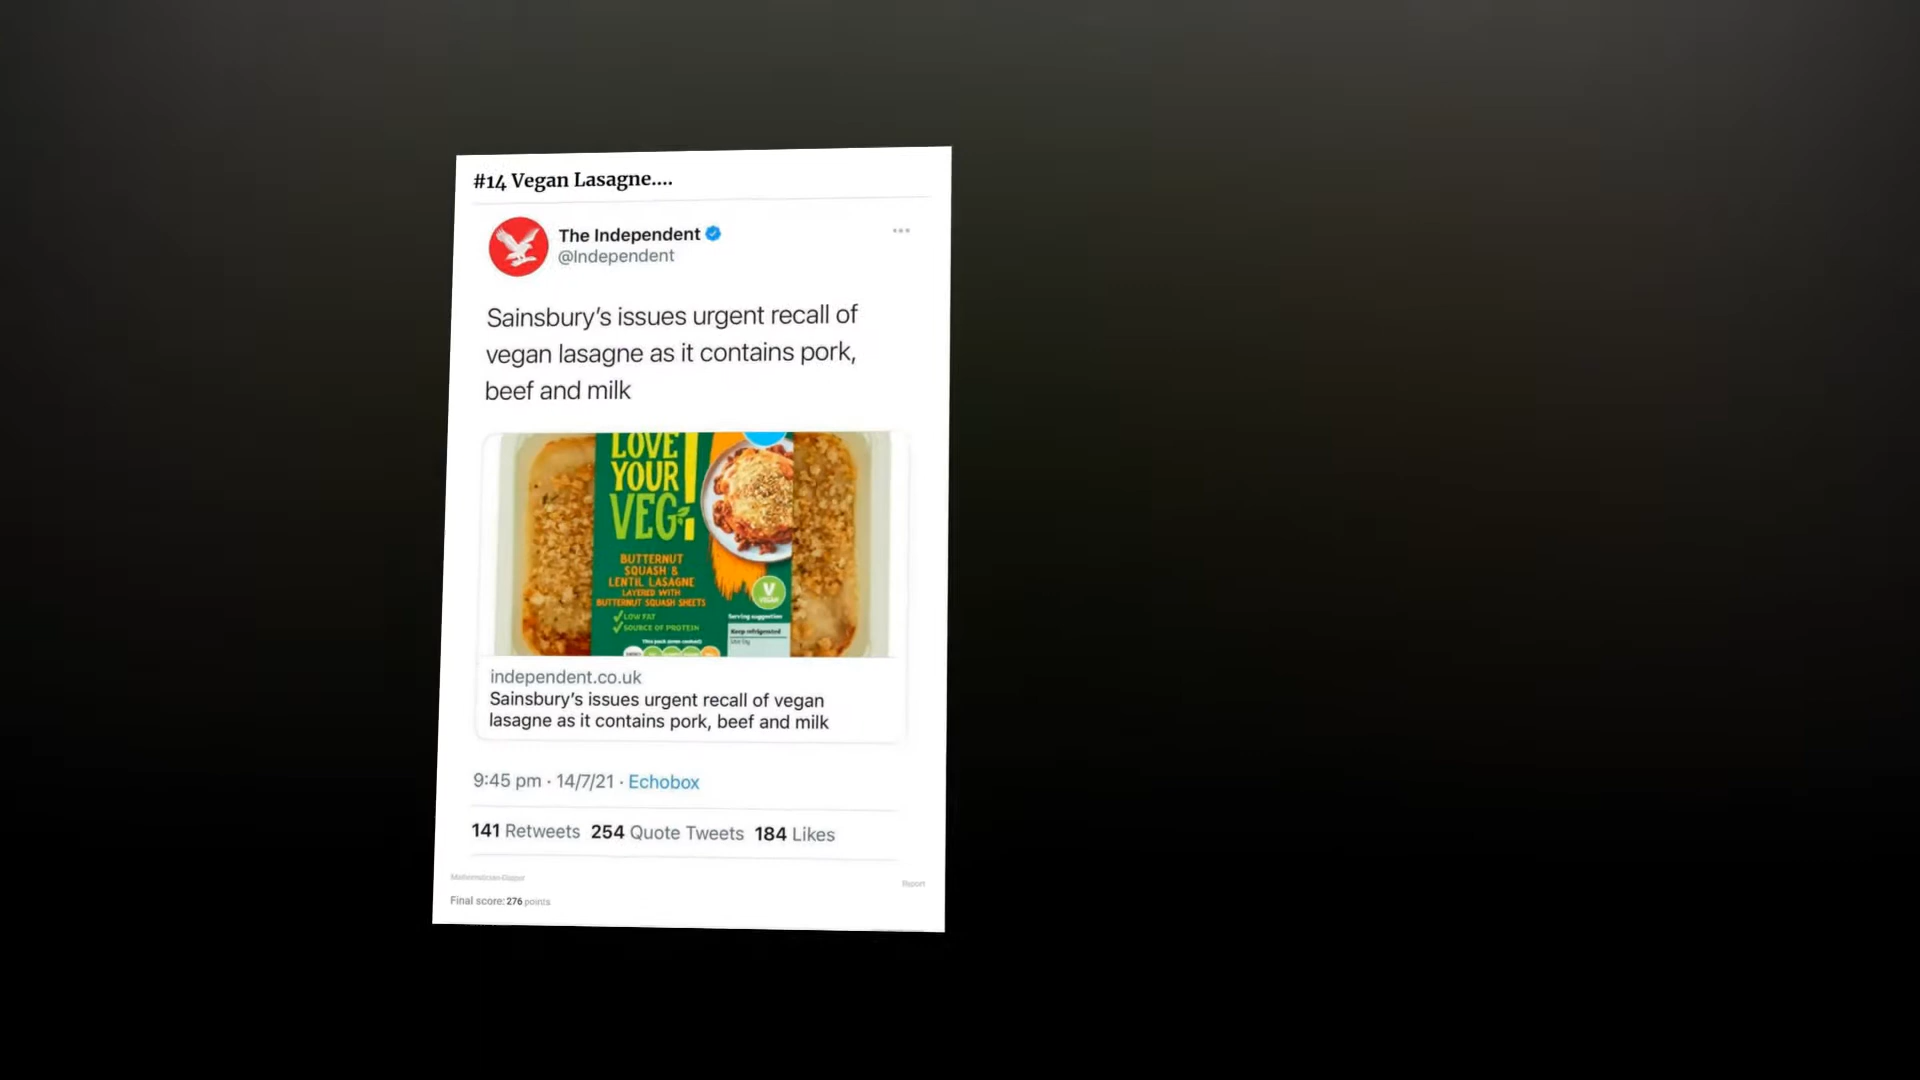 #14 Vegan Lasagne....
The Independent
@Independent
Sainsbury's issues urgent recall of
vegan lasagne as it contains pork,
beef and milk
LOVE
YOUR
VEG!
BUTTERNUT
SQUASH &
LENTIL LASAGNE
LAYERED WITH
BUTTERNUT SQUASH SHEETS
LOW FAT
SOURCE OF PROTEIN
V
VEGAN
Serving suggestion
Keep refrigerated
independent.co.uk
Sainsbury's issues urgent recall of vegan
lasagne as it contains pork, beef and milk
9:45 pm · 14/7/21 · Echobox
141 Retweets 254 Quote Tweets 184 Likes
Report
Final score: 276 points